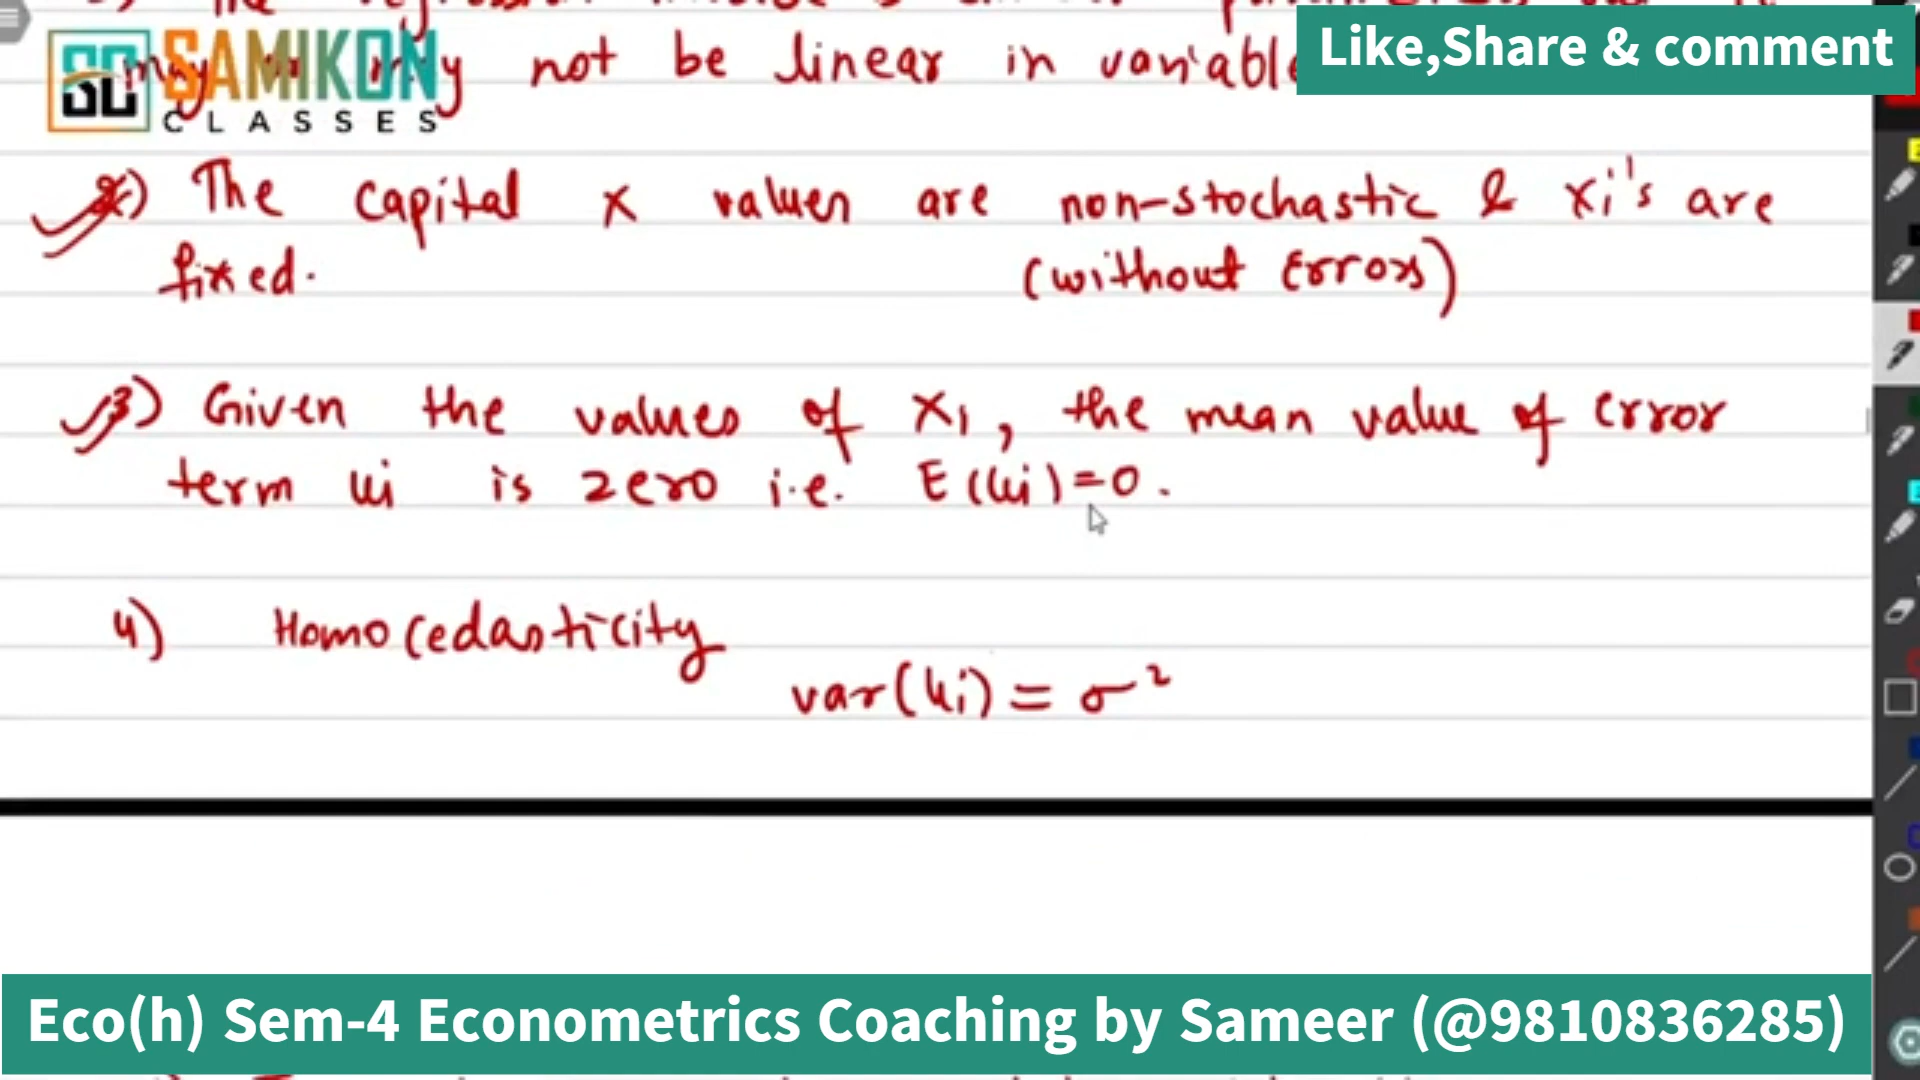 Like,Share & comment
SAMIKON
CLASSES
may not be linear in variable
2) The capital X values are non-stochastic & Xi's are
fixed. (without Errors)
3) Given the values of X1, the mean value of error
term ui is zero i.e. E(ui)=0.
4) Homocedasticity
var(ui) = σ²
Eco(h) Sem-4 Econometrics Coaching by Sameer (@9810836285)